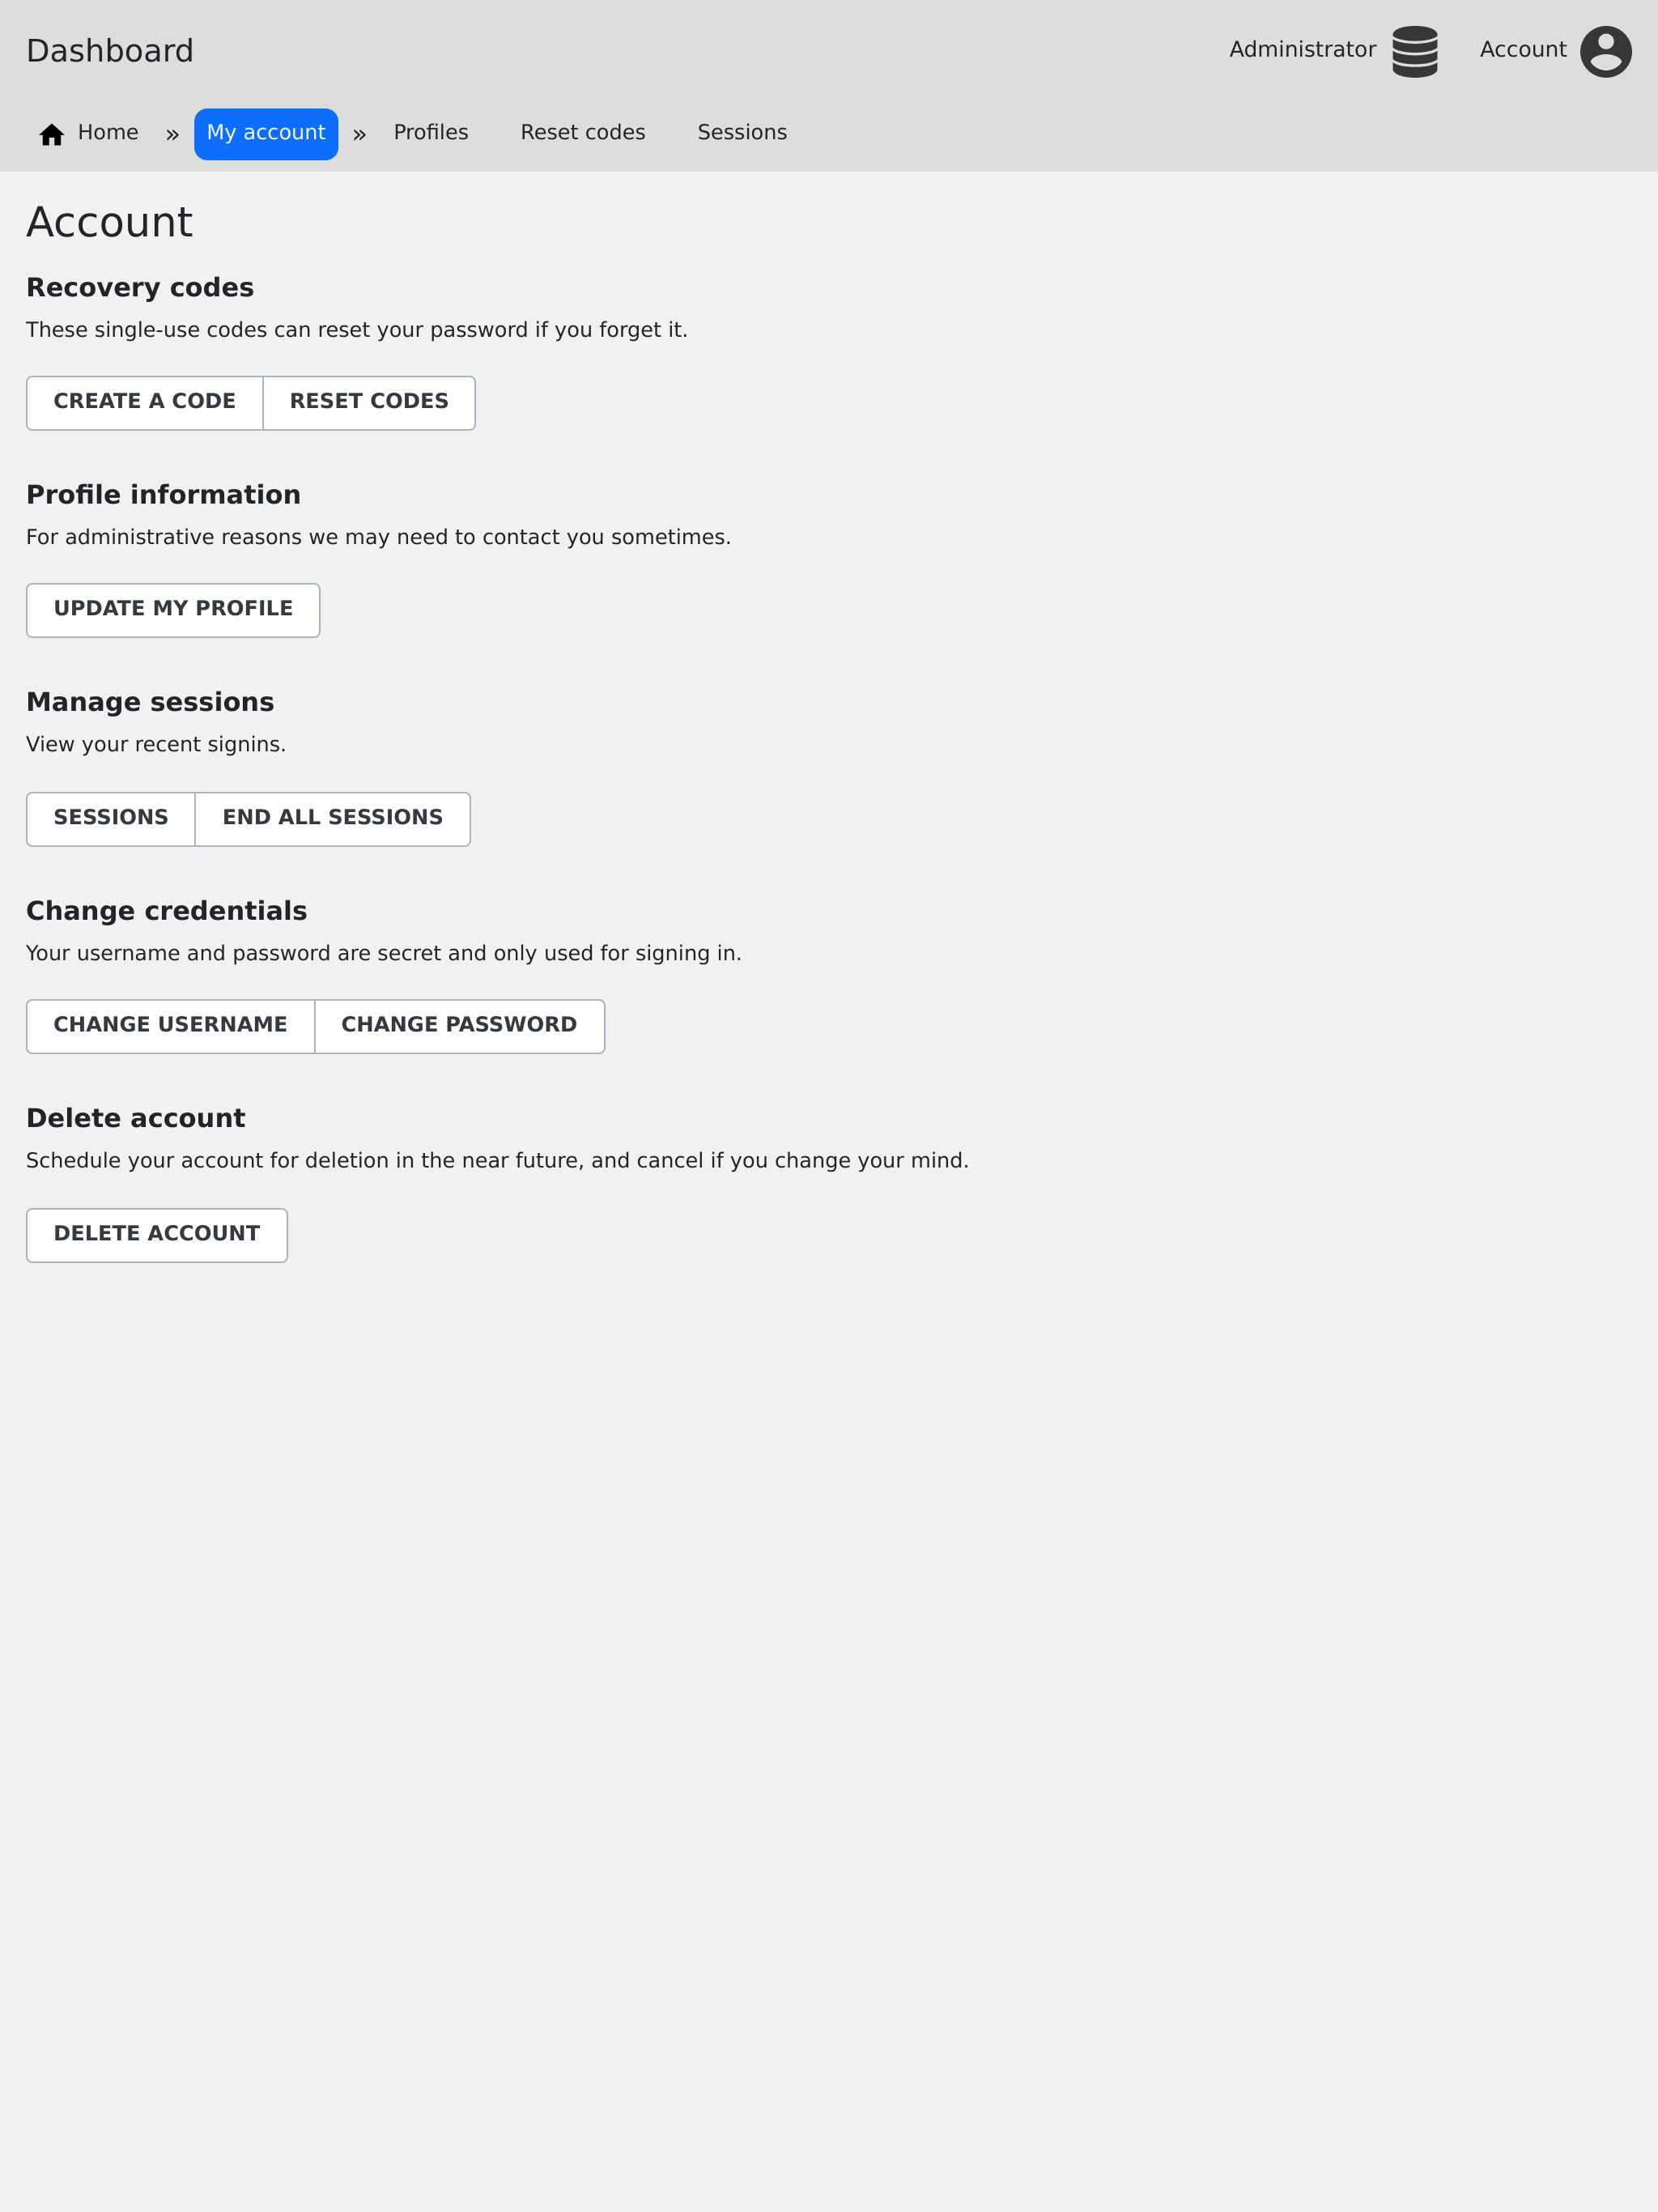 Dashboard
Administrator
Account
Home » My account » Profiles Reset codes Sessions
Account
Recovery codes
These single-use codes can reset your password if you forget it.
CREATE A CODE RESET CODES
Profile information
For administrative reasons we may need to contact you sometimes.
UPDATE MY PROFILE
Manage sessions
View your recent signins.
SESSIONS END ALL SESSIONS
Change credentials
Your username and password are secret and only used for signing in.
CHANGE USERNAME CHANGE PASSWORD
Delete account
Schedule your account for deletion in the near future, and cancel if you change your mind.
DELETE ACCOUNT